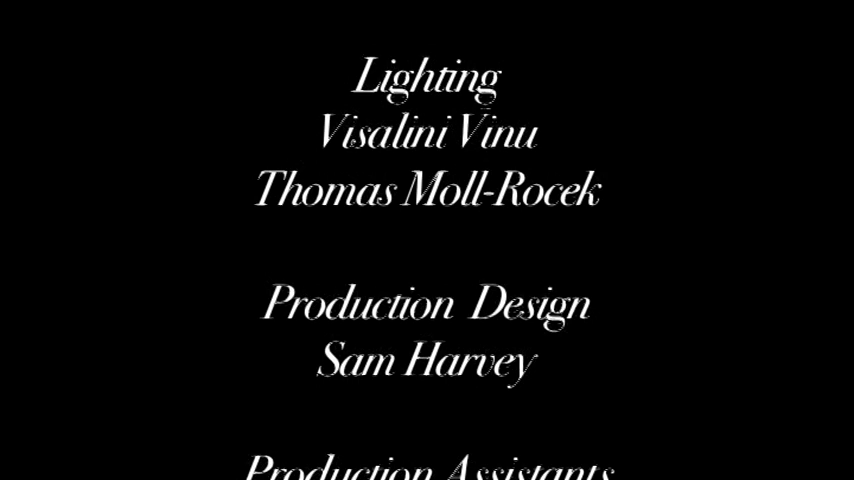 Lighting
Visalini Vinu
Thomas Moll-Rocek
Production Design
Sam Harvey
Production Assistants